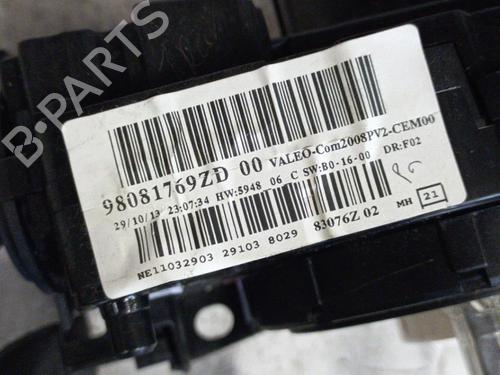 B-PARTS
98081769ZD 00 VALEO-Com2008PV2-CEM00
29/10/13 23:07:34 HW:5948 06 C SW:B0-16-00 DR:F02
NE11032903 29103 8029 83076Z 02 MH 21